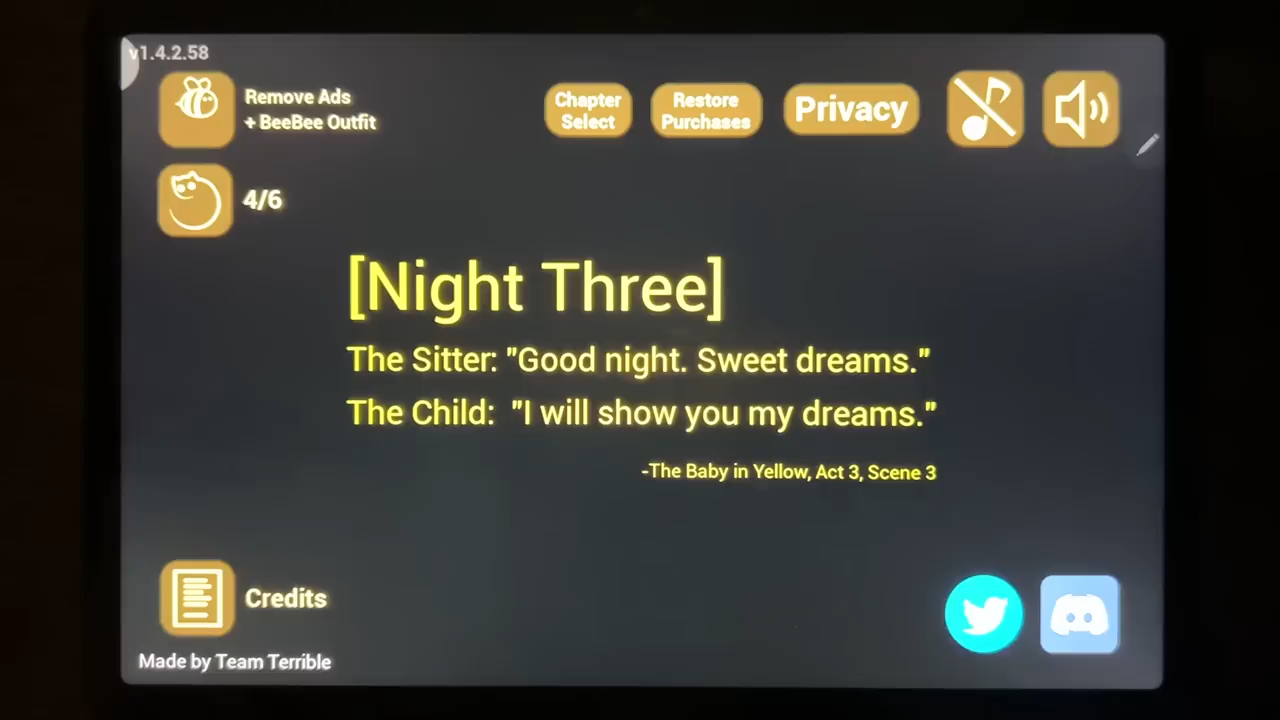 v1.4.2.58
Remove Ads
+ BeeBee Outfit
Chapter
Select
Restore
Purchases
Privacy
4/6
[Night Three]
The Sitter: "Good night. Sweet dreams."
The Child: "I will show you my dreams."
-The Baby in Yellow, Act 3, Scene 3
Credits
Made by Team Terrible